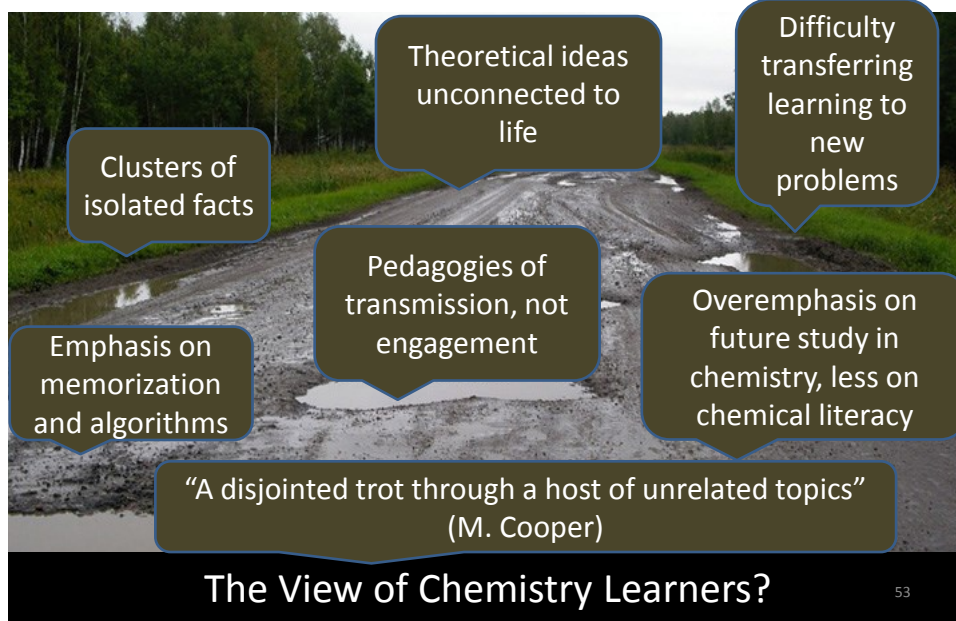 Theoretical ideas
unconnected to
life
Difficulty
transferring
learning to
new
problems
Clusters of
isolated facts
Pedagogies of
transmission, not
engagement
Overemphasis on
future study in
chemistry, less on
chemical literacy
Emphasis on
memorization
and algorithms
“A disjointed trot through a host of unrelated topics”
(M. Cooper)
The View of Chemistry Learners?
53